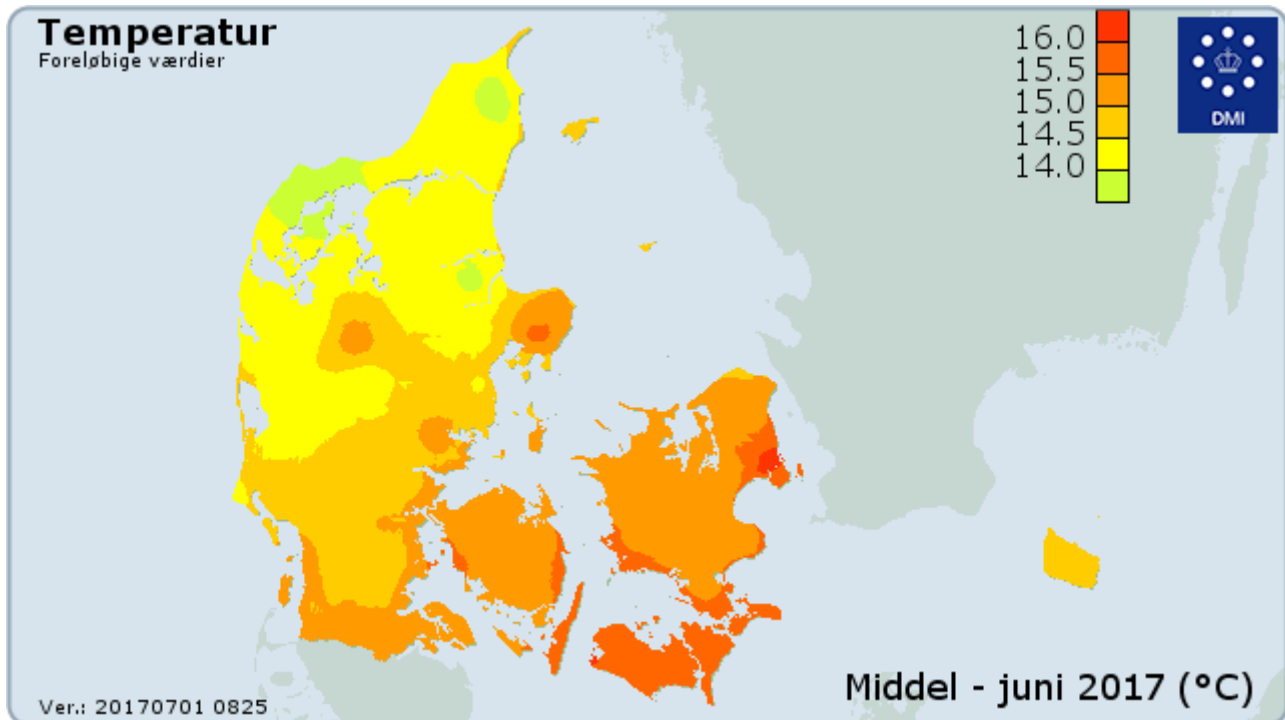 Temperatur
Foreløbige værdier
16.0
15.5
15.0
14.5
14.0
DMI
Middel - juni 2017 (°C)
Ver.: 20170701 0825